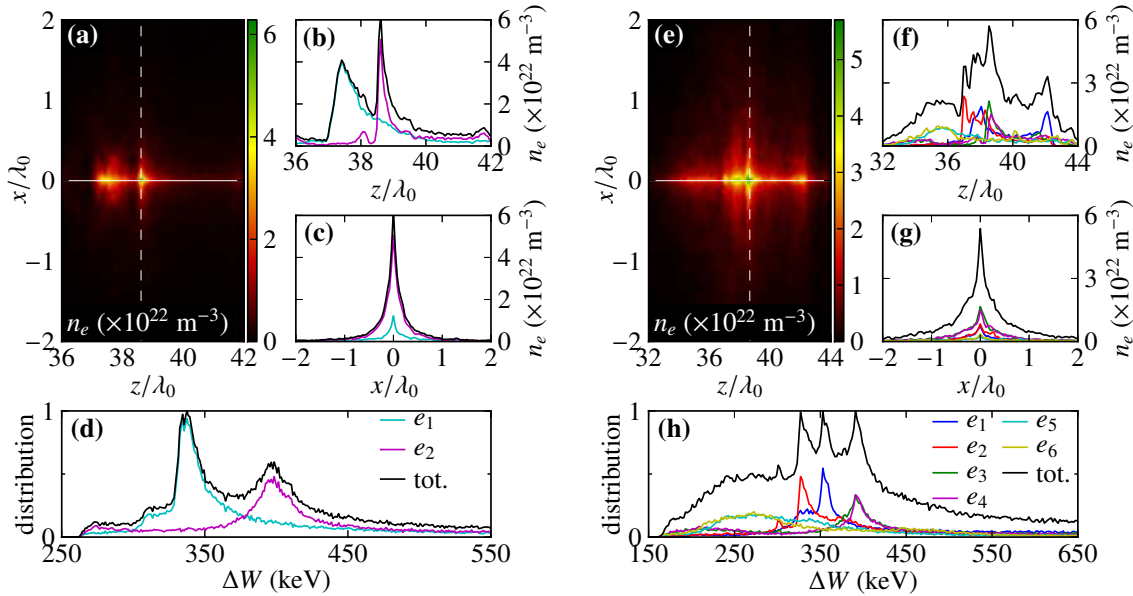 (a)
2
1
0
−1
−2
x/λ₀
nₑ (×10²² m⁻³)
36 38 40 42
z/λ₀
6
4
2
(b)
6
4
2
0
nₑ (×10²² m⁻³)
36 38 40 42
z/λ₀
(c)
6
4
2
0
nₑ (×10²² m⁻³)
−2 −1 0 1 2
x/λ₀
(d)
1
0
distribution
e₁
e₂
tot.
250 350 450 550
ΔW (keV)
(e)
2
1
0
−1
−2
x/λ₀
nₑ (×10²² m⁻³)
32 36 40 44
z/λ₀
5
4
3
2
1
(f)
6
3
0
nₑ (×10²² m⁻³)
32 36 40 44
z/λ₀
(g)
6
3
0
nₑ (×10²² m⁻³)
−2 −1 0 1 2
x/λ₀
(h)
1
0
distribution
e₁ e₅
e₂ e₆
e₃ tot.
e₄
150 250 350 450 550 650
ΔW (keV)